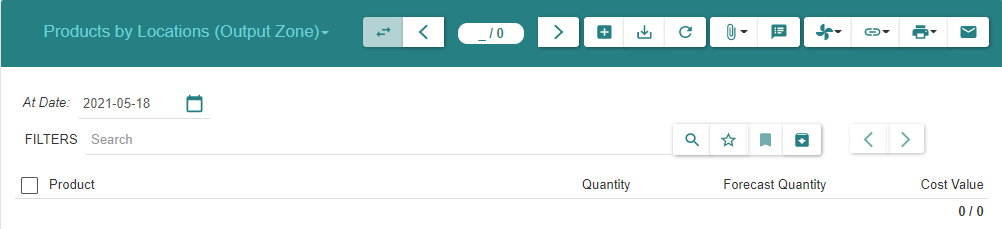 Products by Locations (Output Zone)
_ / 0
At Date: 2021-05-18
FILTERS Search
Product Quantity Forecast Quantity Cost Value
0 / 0